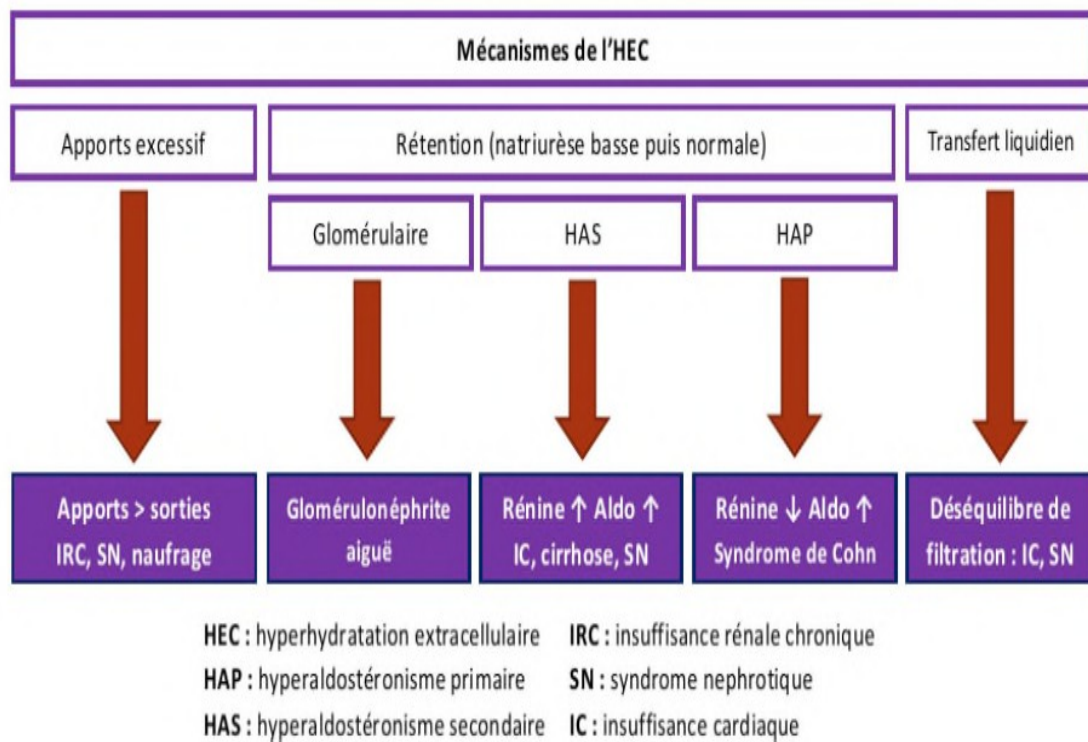 Mécanismes de l'HEC
Apports excessif
Rétention (natriurèse basse puis normale)
Transfert liquidien
Glomérulaire
HAS
HAP
Apports > sorties
IRC, SN, naufrage
Glomérulonéphrite
aiguë
Rénine ↑ Aldo ↑
IC, cirrhose, SN
Rénine ↓ Aldo ↑
Syndrome de Cohn
Déséquilibre de
filtration : IC, SN
HEC : hyperhydratation extracellulaire
IRC : insuffisance rénale chronique
HAP : hyperaldostéronisme primaire
SN : syndrome nephrotique
HAS : hyperaldostéronisme secondaire
IC : insuffisance cardiaque